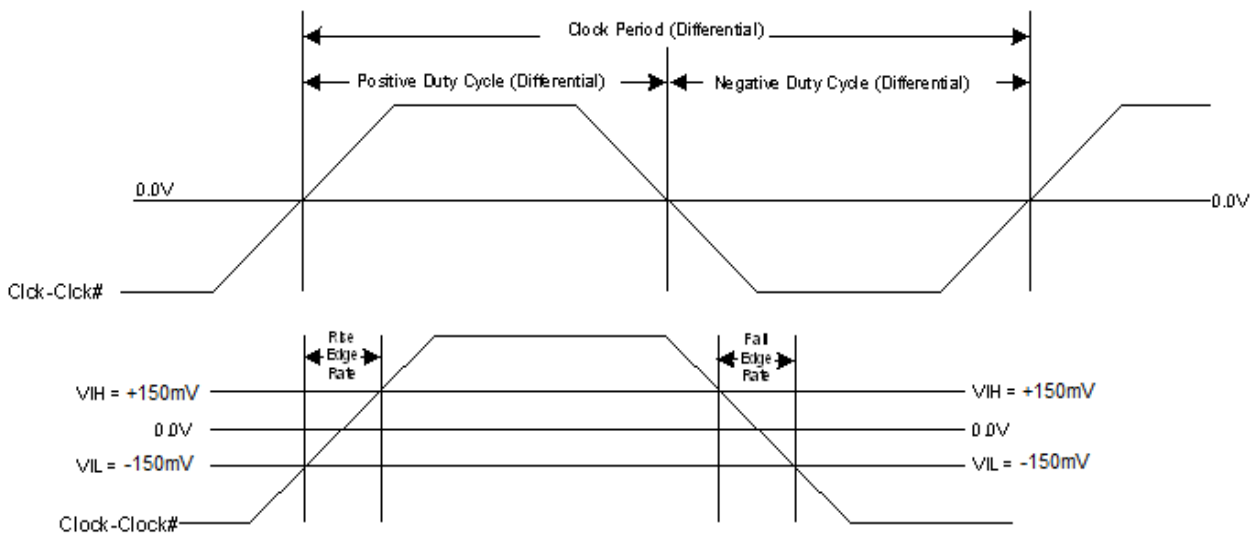 Clock Period (Differential)
Positive Duty Cycle (Differential)
Negative Duty Cycle (Differential)
0.0V
0.0V
Clck-Clck#
Rise
Edge
Rate
Fall
Edge
Rate
VIH = +150mV
VIH = +150mV
0.0V
0.0V
VIL = -150mV
VIL = -150mV
Clock-Clock#